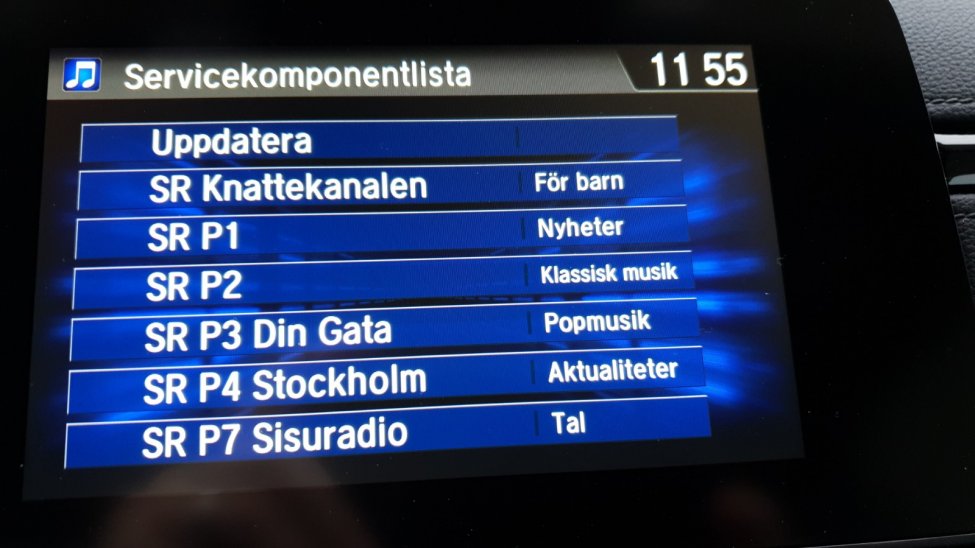 Servicekomponentlista 11 55
Uppdatera
SR Knattekanalen För barn
SR P1 Nyheter
SR P2 Klassisk musik
SR P3 Din Gata Popmusik
SR P4 Stockholm Aktualiteter
SR P7 Sisuradio Tal